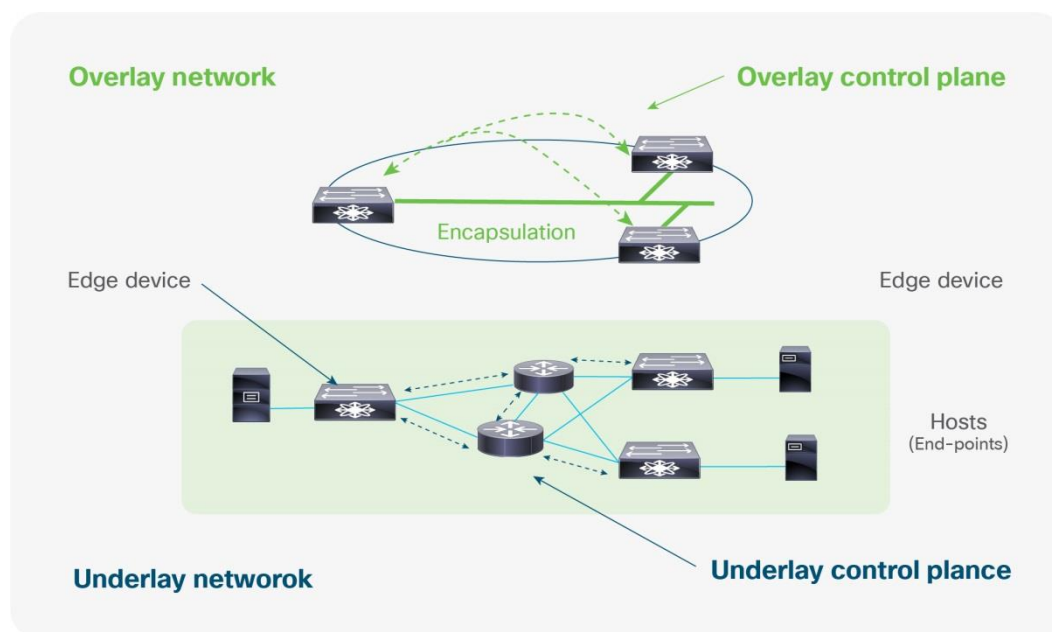 Overlay network
Overlay control plane
Encapsulation
Edge device
Edge device
Hosts
(End-points)
Underlay networok
Underlay control plance